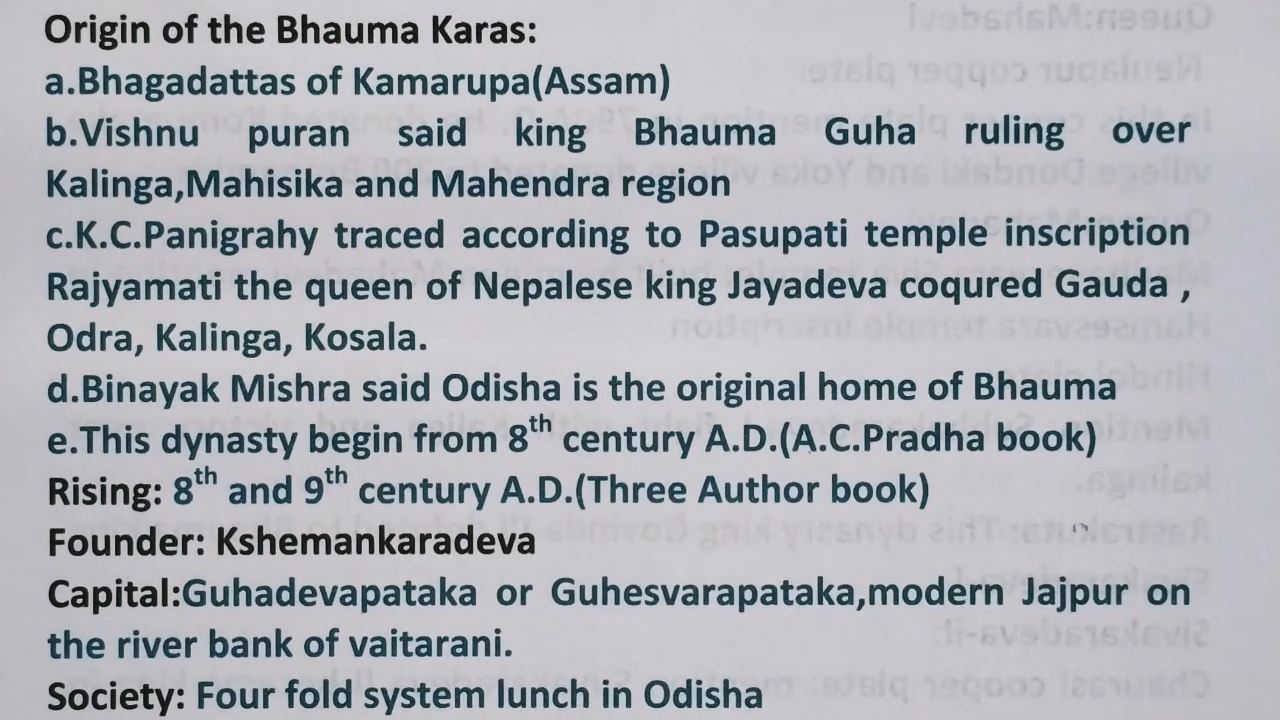 Origin of the Bhauma Karas:
a.Bhagadattas of Kamarupa(Assam)
b.Vishnu puran said king Bhauma Guha ruling over
Kalinga,Mahisika and Mahendra region
c.K.C.Panigrahy traced according to Pasupati temple inscription
Rajyamati the queen of Nepalese king Jayadeva coqured Gauda ,
Odra, Kalinga, Kosala.
d.Binayak Mishra said Odisha is the original home of Bhauma
e.This dynasty begin from 8th century A.D.(A.C.Pradha book)
Rising: 8th and 9th century A.D.(Three Author book)
Founder: Kshemankaradeva
Capital:Guhadevapataka or Guhesvarapataka,modern Jajpur on
the river bank of vaitarani.
Society: Four fold system lunch in Odisha